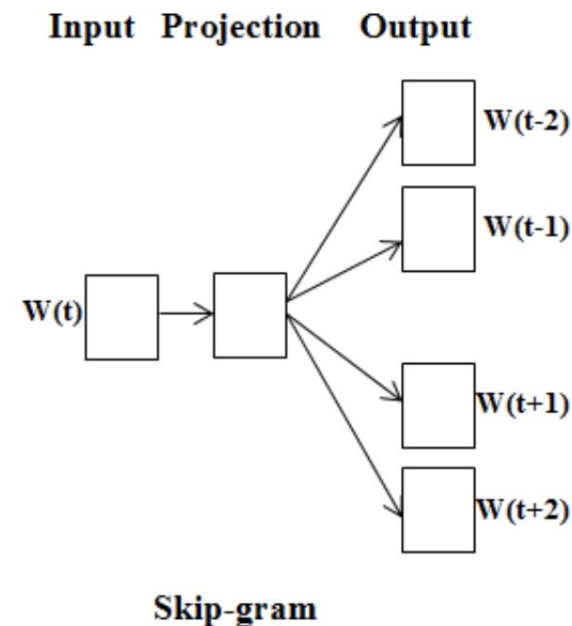 Input Projection Output
W(t-2)
W(t-1)
W(t)
W(t+1)
W(t+2)
Skip-gram